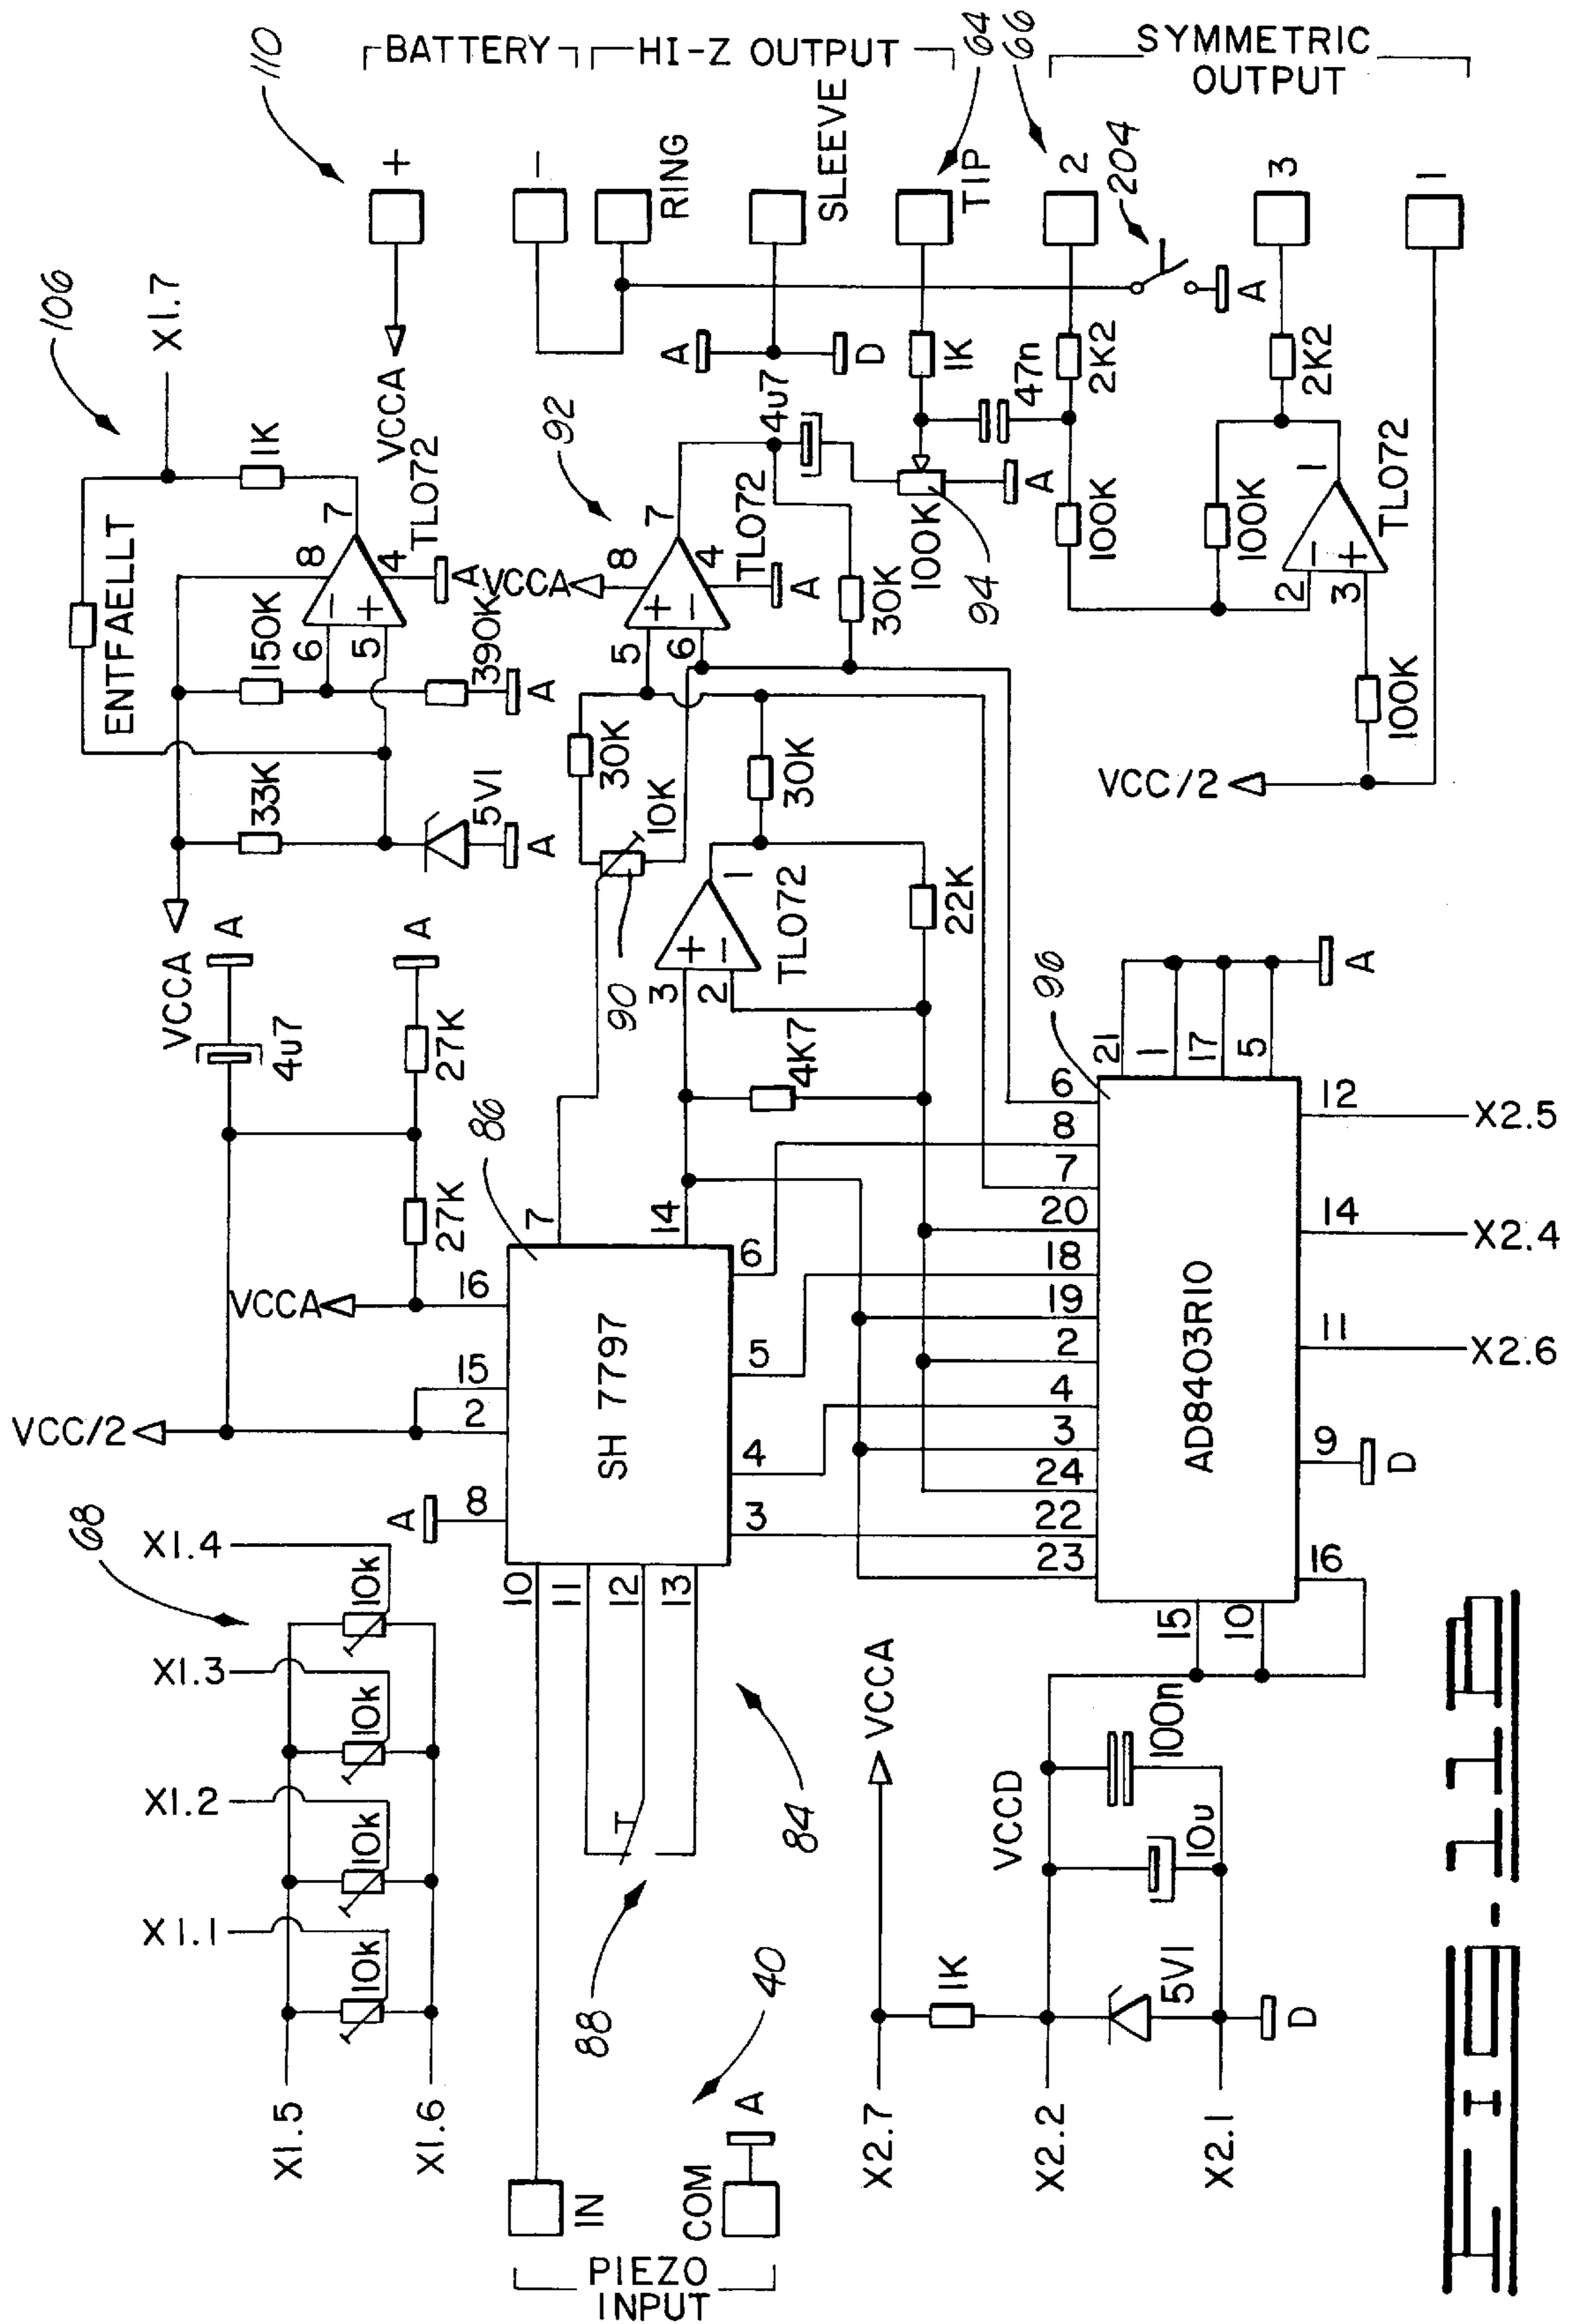 110
BATTERY
HI-Z OUTPUT
64
66
SYMMETRIC
OUTPUT
+
-
RING
SLEEVE
TIP
2
204
3
1
106
X1.7
VCCA
A
D
1K
47n
2K2
A
2K2
ENTFAELLT
1K
7
8
4
TL072
A
150K
6
5
390K
A
92
VCCA
8
7
4
TL072
A
4u7
5
6
30K
100K
94
A
100K
100K
1
TL072
2
3
100K
VCC/2
33K
5V1
A
30K
10K
30K
VCCA
A
4u7
27K
A
90
3
2
1
TL072
22K
4K7
96
21
1
17
5
A
27K
86
7
14
VCCA
16
15
2
VCC/2
A
8
SH 7797
6
5
4
3
10
11
12
13
6
8
7
20
18
19
2
4
3
24
22
23
AD8403R10
12
X2.5
14
X2.4
11
X2.6
9
D
16
15
10
68
X1.4
10k
X1.3
10k
X1.2
10k
X1.1
10k
X1.5
X1.6
88
84
40
VCCA
100n
VCCD
10u
1K
5V1
D
X2.7
X2.2
X2.1
IN
COM
A
PIEZO
INPUT